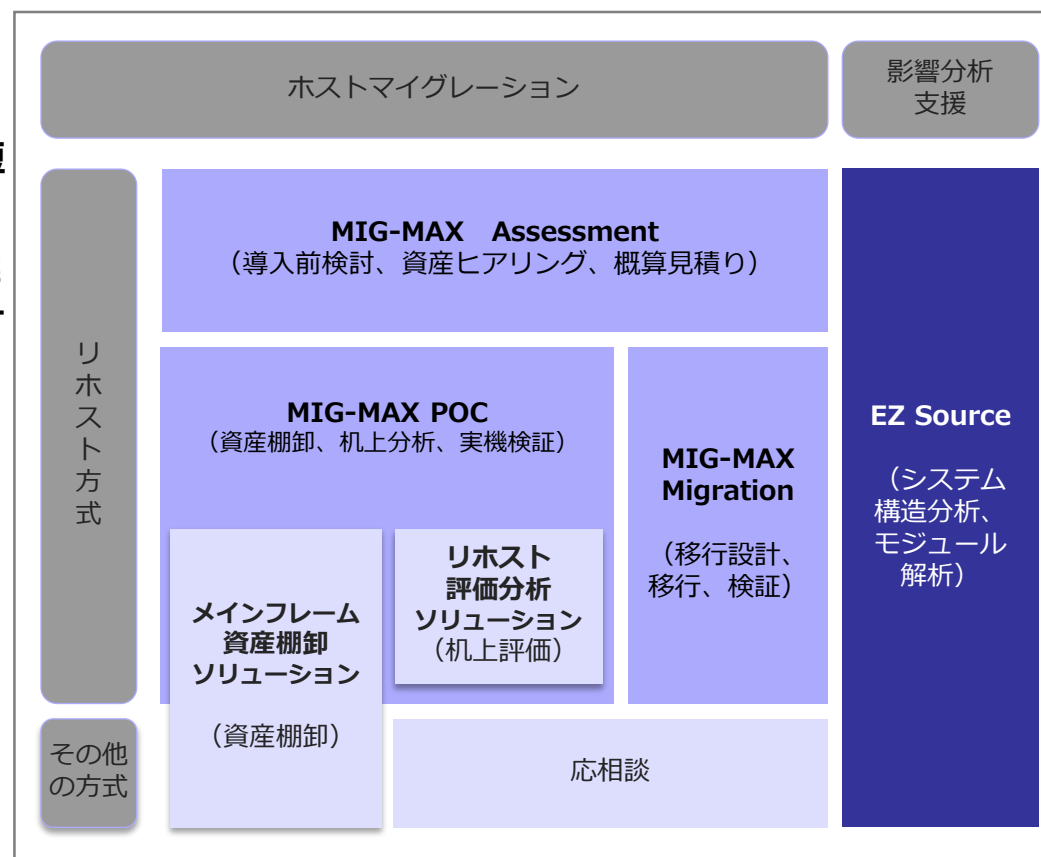 ホストマイグレーション
影響分析
支援
リホスト方式
MIG-MAX　Assessment
（導入前検討、資産ヒアリング、概算見積り）
MIG-MAX POC
（資産棚卸、机上分析、実機検証）
メインフレーム
資産棚卸
ソリューション
（資産棚卸）
リホスト
評価分析
ソリューション
（机上評価）
MIG-MAX
Migration
（移行設計、
移行、検証）
EZ Source
（システム
構造分析、
モジュール
解析）
その他
の方式
応相談